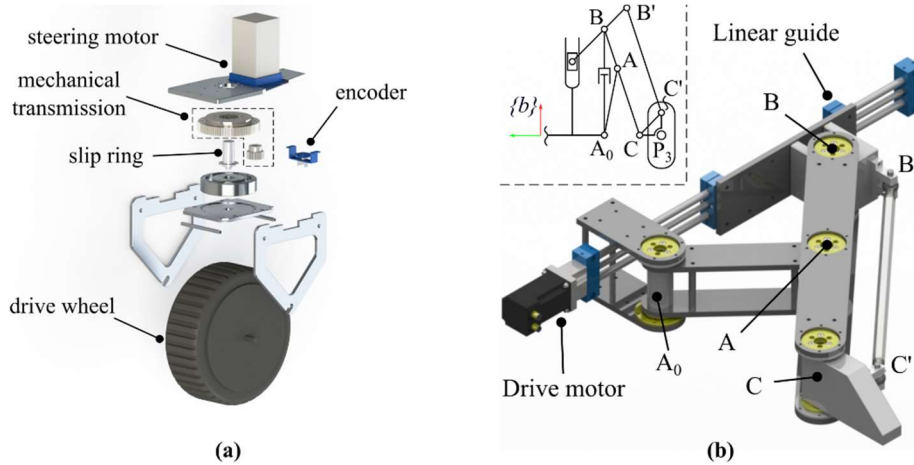 steering motor
mechanical
transmission
slip ring
encoder
drive wheel
(a)
B B'
A
C'
{b}
A₀ C P₃
Linear guide
B
B
A
A₀
C'
C
Drive motor
(b)